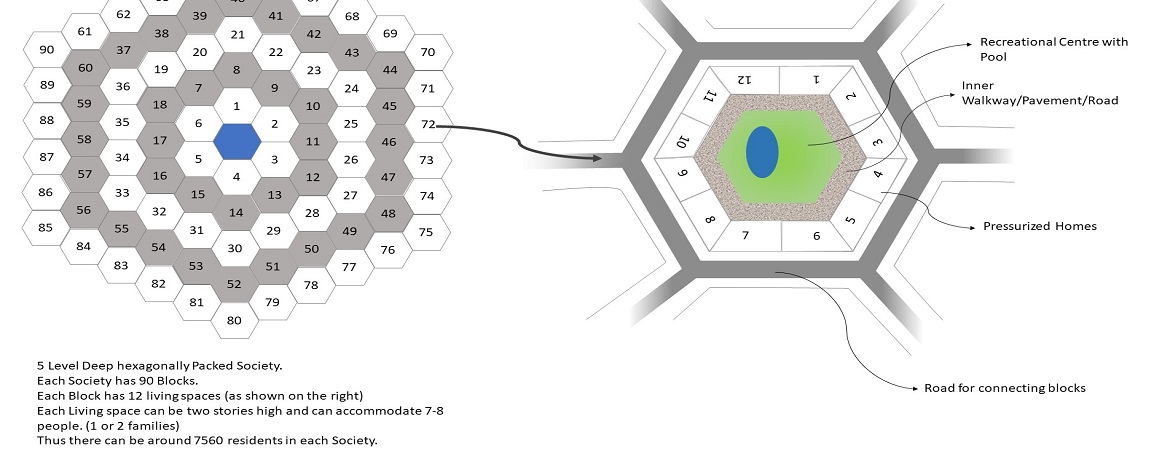 62 39 41 68
61 38 21 42 69
90 37 20 22 43 70
60 19 8 23 44
89 36 7 9 24 71
59 18 1 10 45
88 35 6 2 25 72
58 17 11 46
87 34 5 3 26 73
57 16 4 12 47
86 33 15 13 27 74
56 32 14 28 48
85 55 31 29 49 75
84 54 30 50 76
83 53 51 77
82 52 78
81 79
80
12 1
11 2
10 3
9 4
8 5
7 6
Recreational Centre with
Pool
Inner
Walkway/Pavement/Road
Pressurized Homes
Road for connecting blocks
5 Level Deep hexagonally Packed Society.
Each Society has 90 Blocks.
Each Block has 12 living spaces (as shown on the right)
Each Living space can be two stories high and can accommodate 7-8
people. (1 or 2 families)
Thus there can be around 7560 residents in each Society.